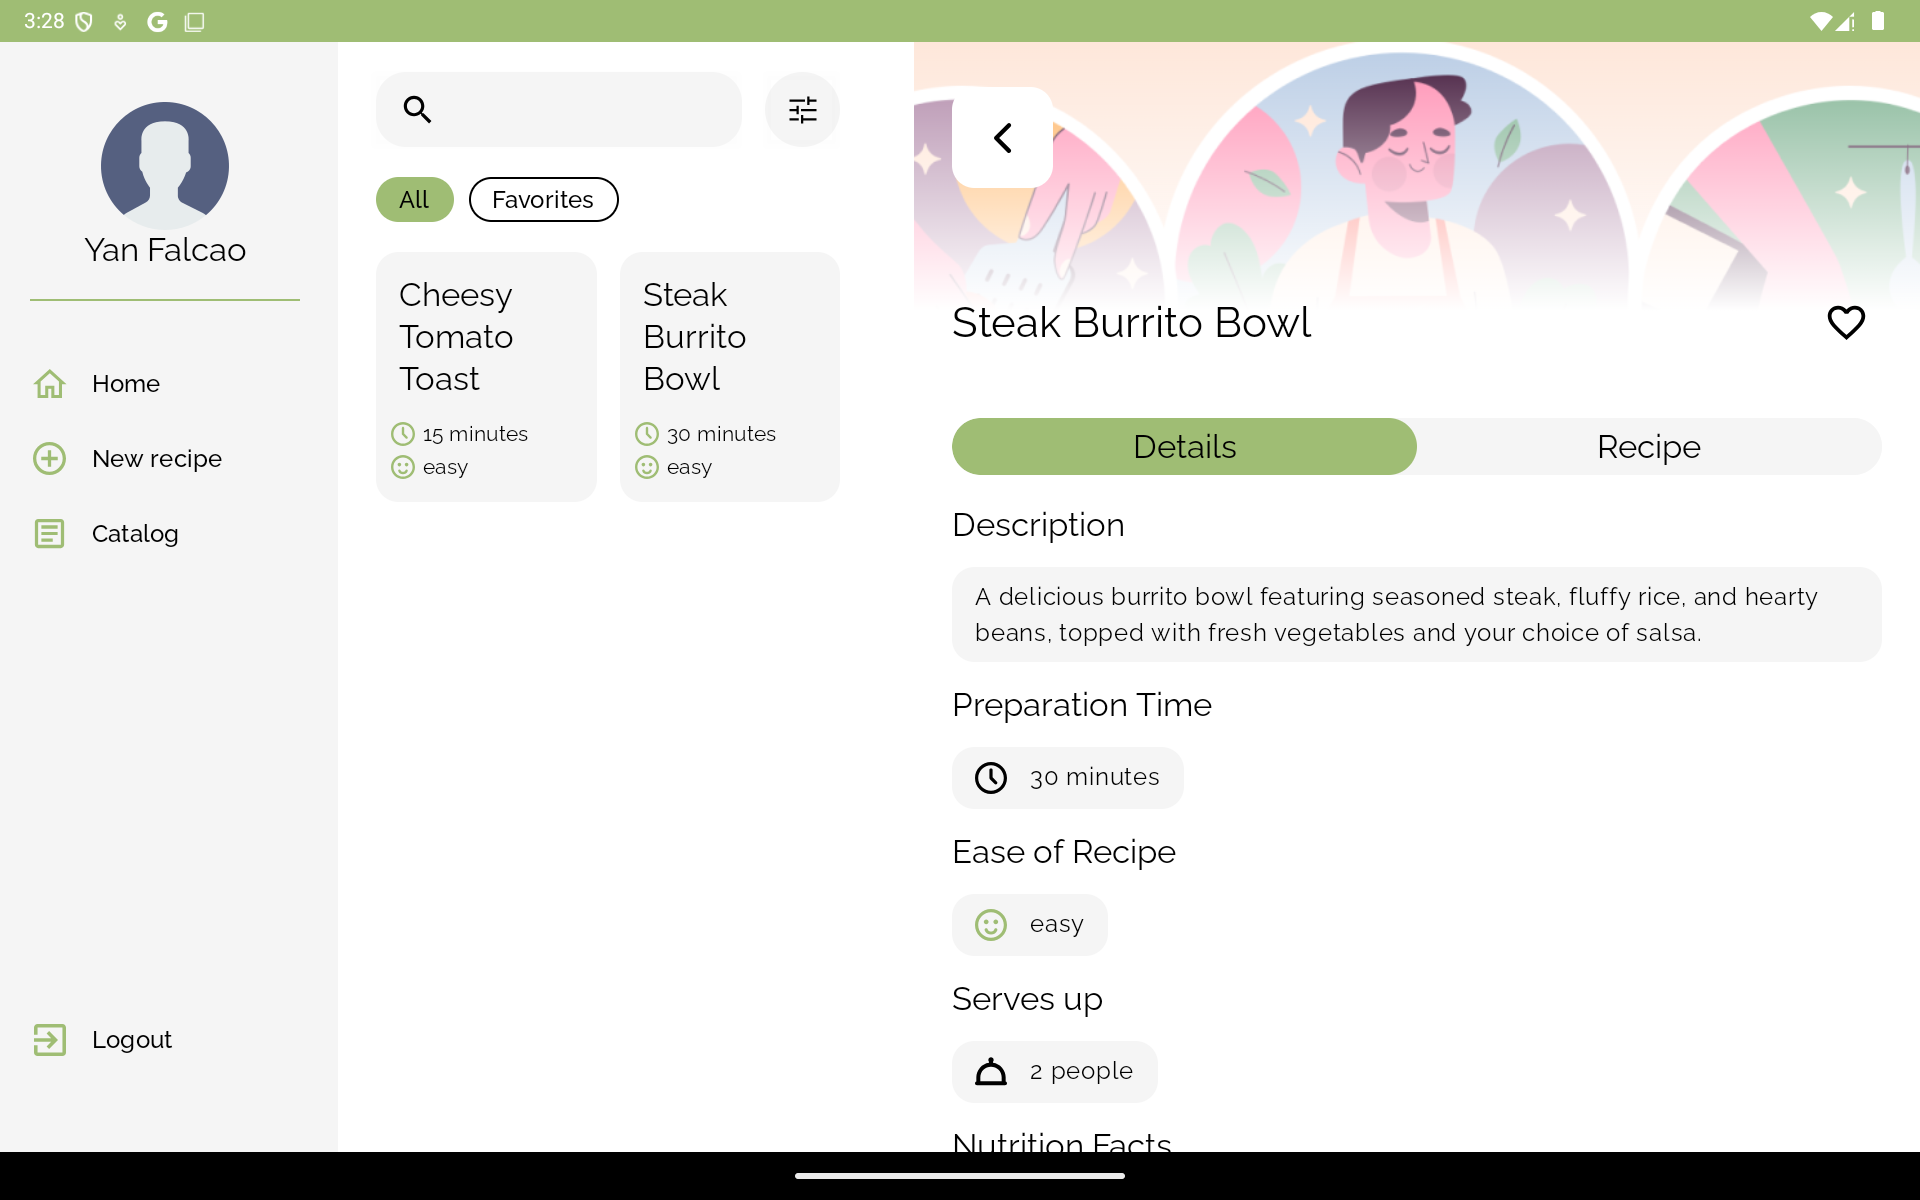 3:28
Yan Falcao
Home
New recipe
Catalog
Logout
All
Favorites
Cheesy
Tomato
Toast
15 minutes
easy
Steak
Burrito
Bowl
30 minutes
easy
Steak Burrito Bowl
Details
Recipe
Description
A delicious burrito bowl featuring seasoned steak, fluffy rice, and hearty
beans, topped with fresh vegetables and your choice of salsa.
Preparation Time
30 minutes
Ease of Recipe
easy
Serves up
2 people
Nutrition Facts